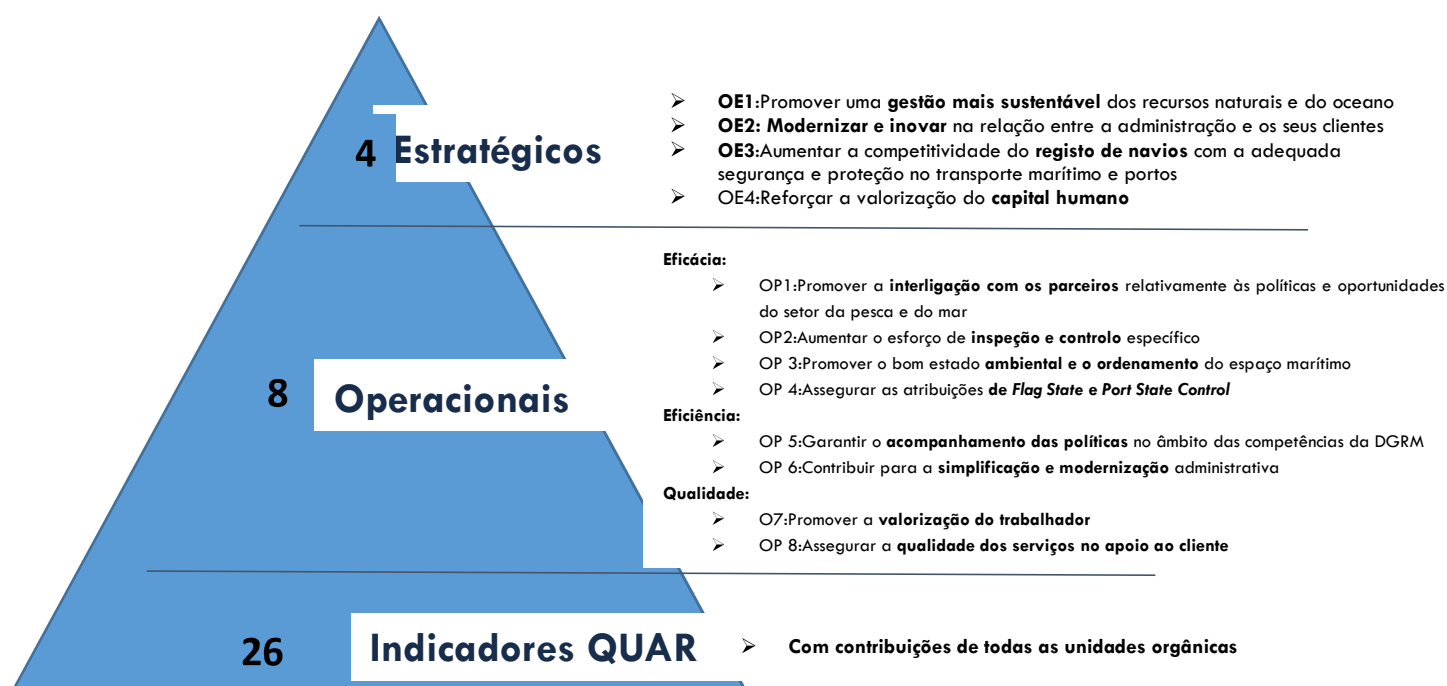 4 Estratégicos
➢ OE1:Promover uma gestão mais sustentável dos recursos naturais e do oceano
➢ OE2: Modernizar e inovar na relação entre a administração e os seus clientes
➢ OE3:Aumentar a competitividade do registo de navios com a adequada
segurança e proteção no transporte marítimo e portos
➢ OE4:Reforçar a valorização do capital humano
8 Operacionais
Eficácia:
➢ OP1:Promover a interligação com os parceiros relativamente às políticas e oportunidades
do setor da pesca e do mar
➢ OP2:Aumentar o esforço de inspeção e controlo específico
➢ OP 3:Promover o bom estado ambiental e o ordenamento do espaço marítimo
➢ OP 4:Assegurar as atribuições de Flag State e Port State Control
Eficiência:
➢ OP 5:Garantir o acompanhamento das políticas no âmbito das competências da DGRM
➢ OP 6:Contribuir para a simplificação e modernização administrativa
Qualidade:
➢ O7:Promover a valorização do trabalhador
➢ OP 8:Assegurar a qualidade dos serviços no apoio ao cliente
26 Indicadores QUAR
➢ Com contribuições de todas as unidades orgânicas